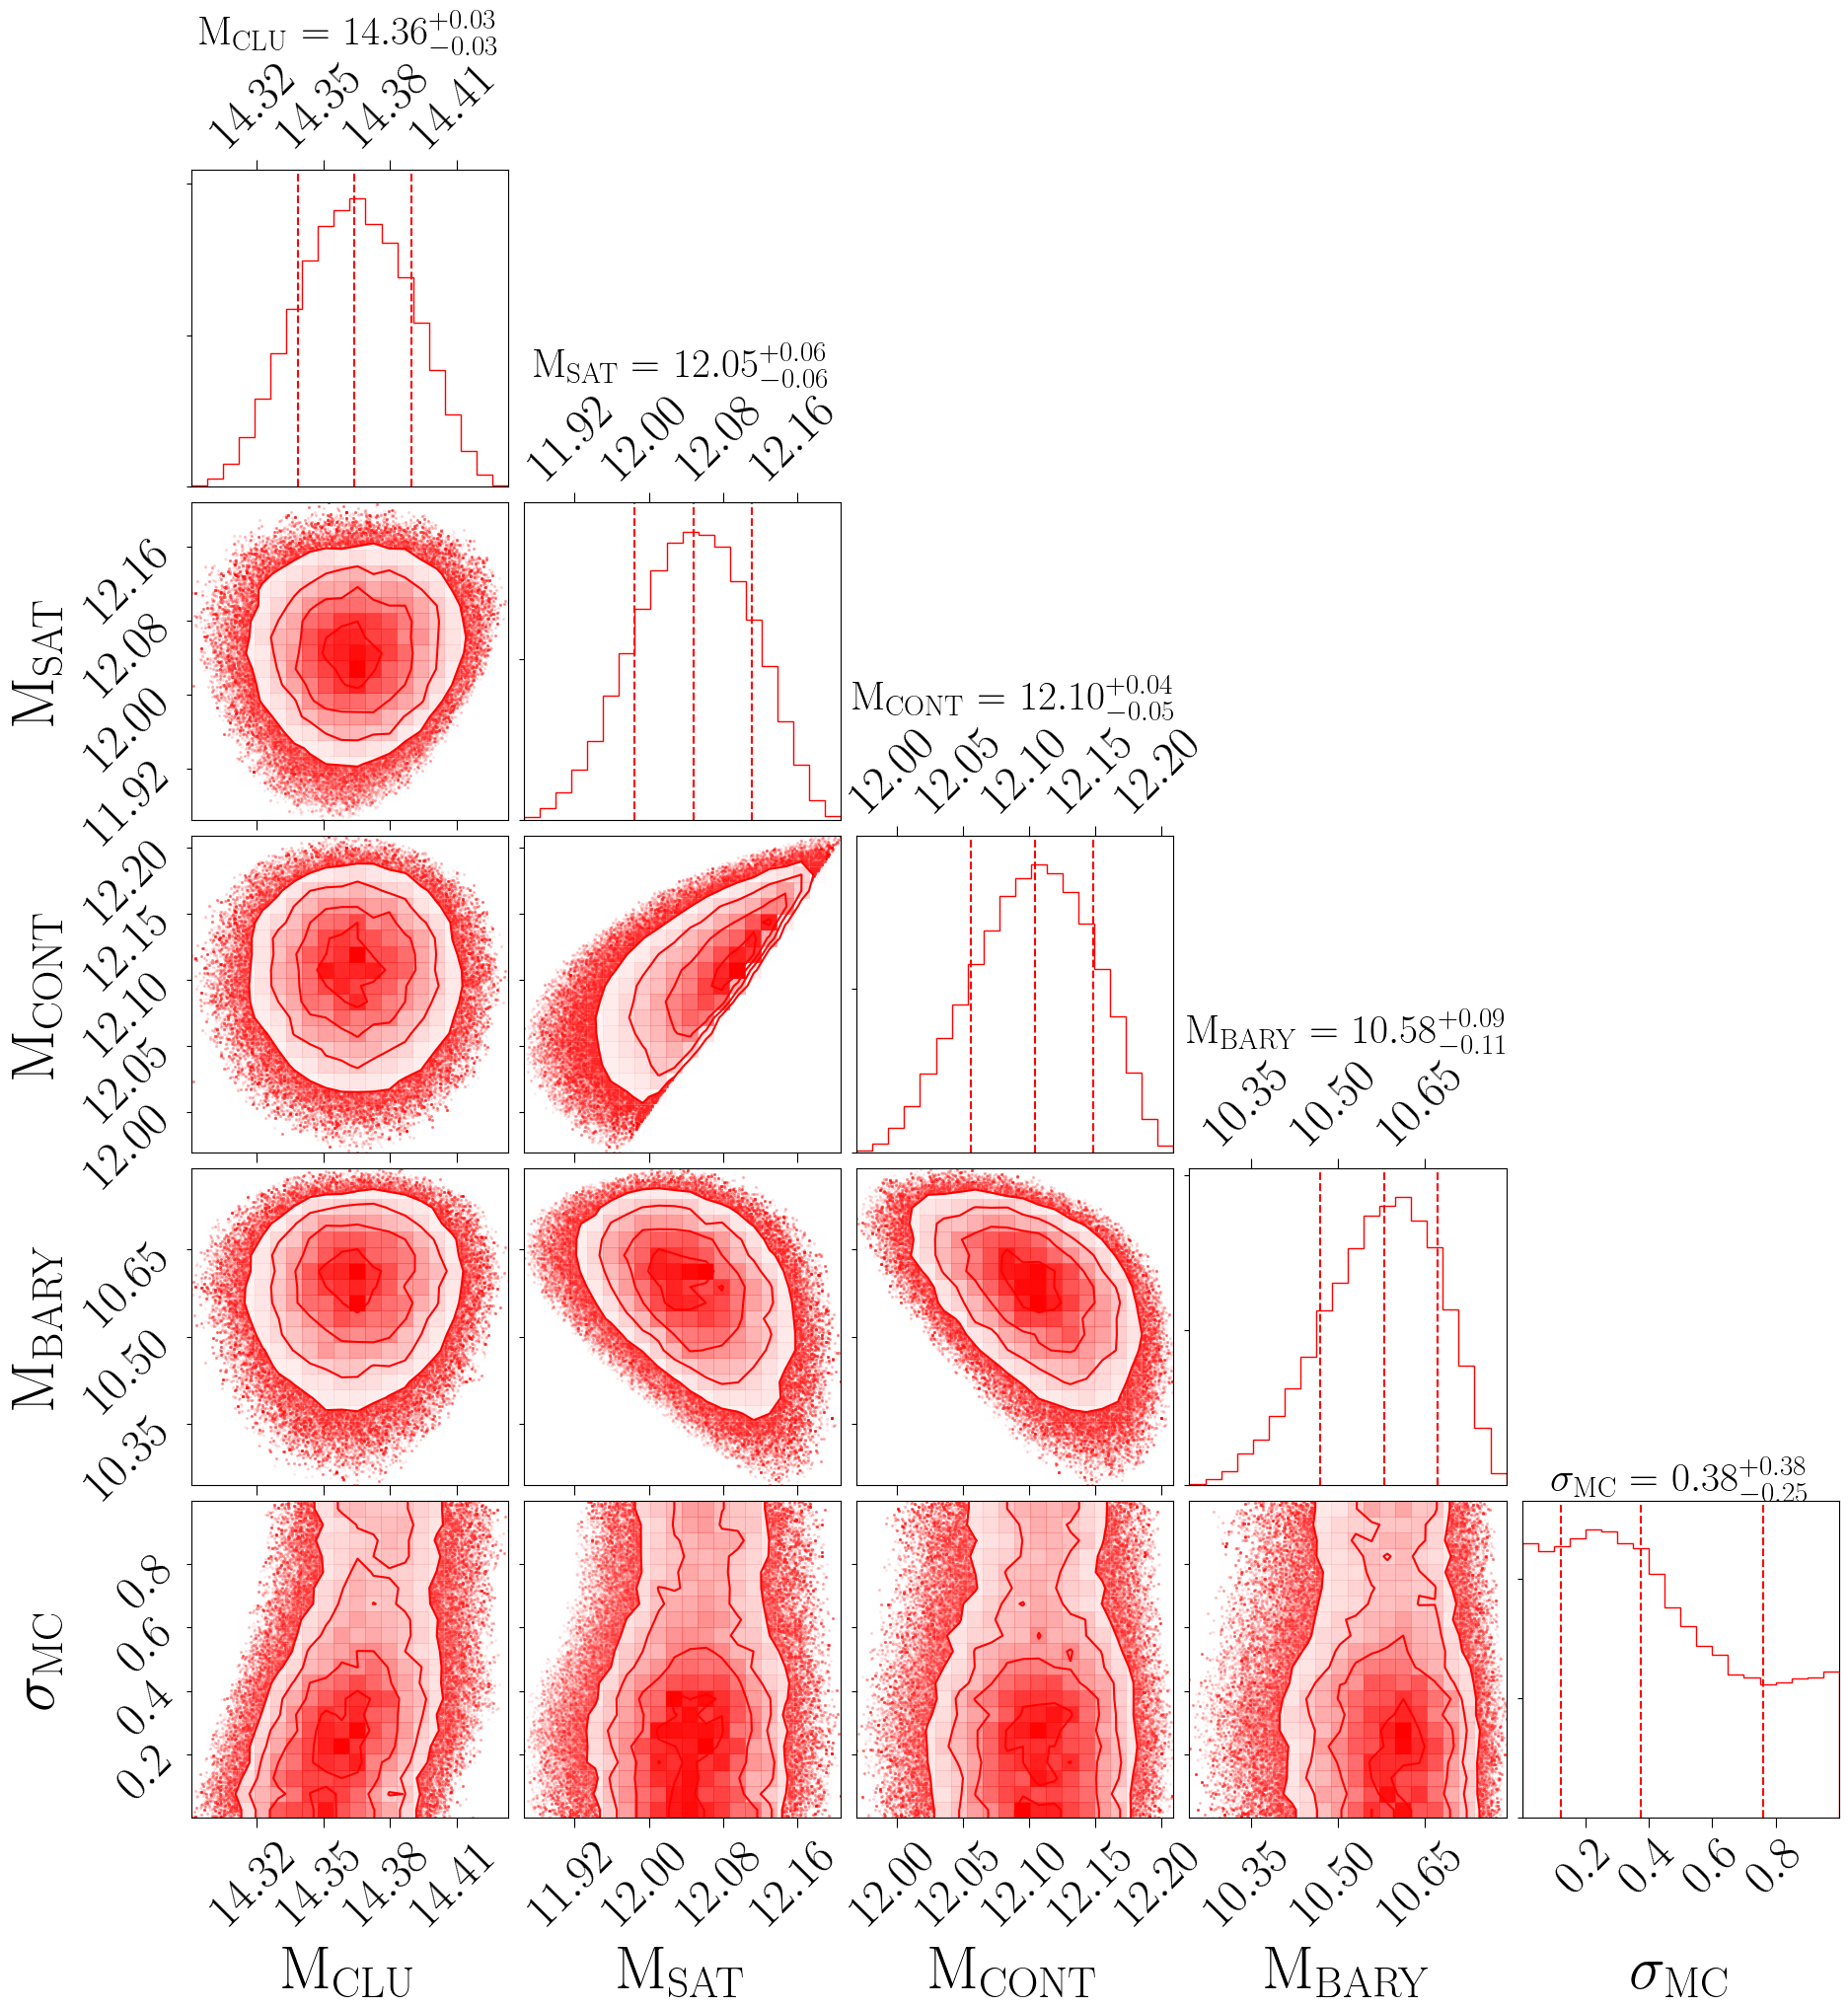 M_CLU = 14.36^{+0.03}_{−0.03}
14.32 14.35 14.38 14.41
M_SAT = 12.05^{+0.06}_{−0.06}
11.92 12.00 12.08 12.16
M_SAT
12.16
12.08
12.00
11.92
M_CONT = 12.10^{+0.04}_{−0.05}
12.00 12.05 12.10 12.15 12.20
M_CONT
12.20
12.15
12.10
12.05
12.00
M_BARY = 10.58^{+0.09}_{−0.11}
10.35 10.50 10.65
M_BARY
10.65
10.50
10.35
σ_MC = 0.38^{+0.38}_{−0.25}
σ_MC
0.8
0.6
0.4
0.2
14.32 14.35 14.38 14.41 11.92 12.00 12.08 12.16 12.00 12.05 12.10 12.15 12.20 10.35 10.50 10.65 0.2 0.4 0.6 0.8
M_CLU M_SAT M_CONT M_BARY σ_MC